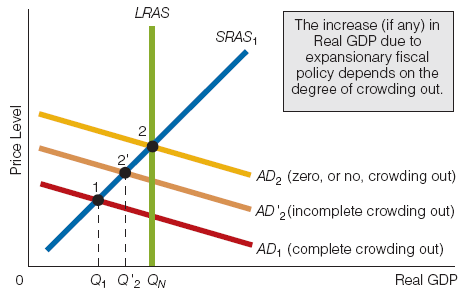 LRAS
SRAS1
The increase (if any) in
Real GDP due to
expansionary fiscal
policy depends on the
degree of crowding out.
Price Level
2
2'
1
AD2 (zero, or no, crowding out)
AD'2 (incomplete crowding out)
AD1 (complete crowding out)
0
Q1 Q'2 QN
Real GDP